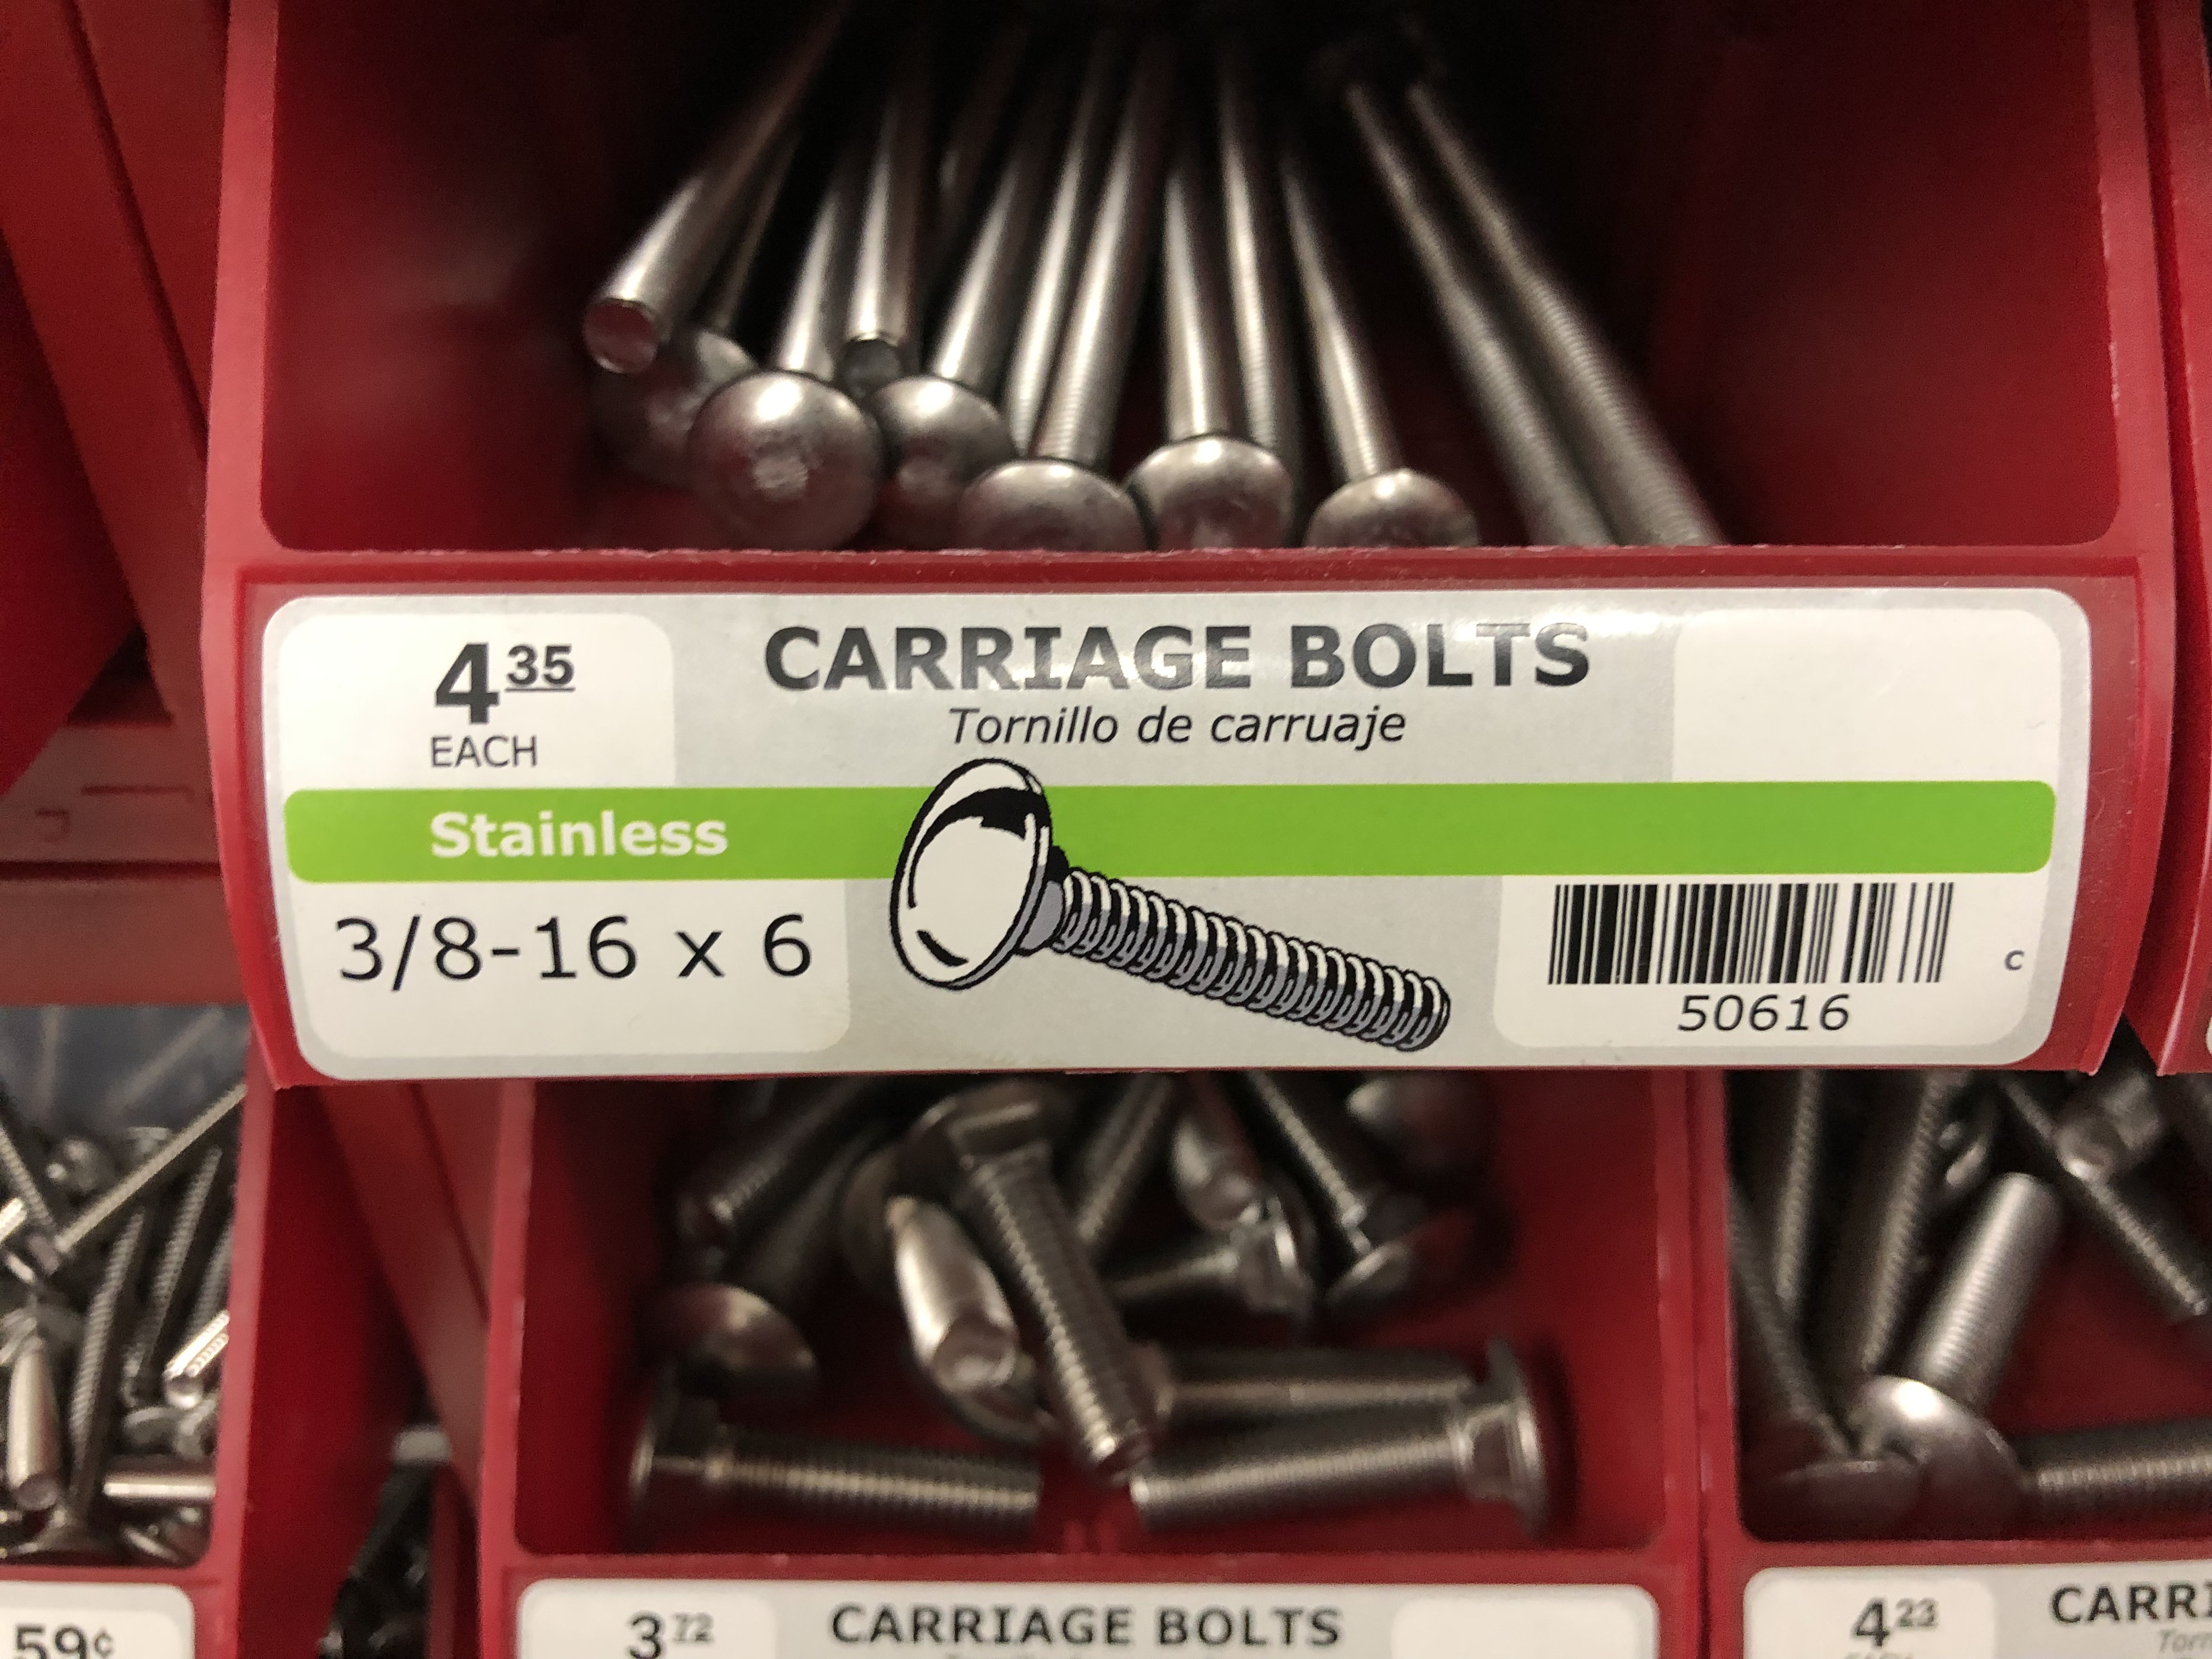 4 35
EACH
CARRIAGE BOLTS
Tornillo de carruaje
Stainless
3/8-16 x 6
50616
c
59¢
3 72
CARRIAGE BOLTS
4 23
CARRI
Torn